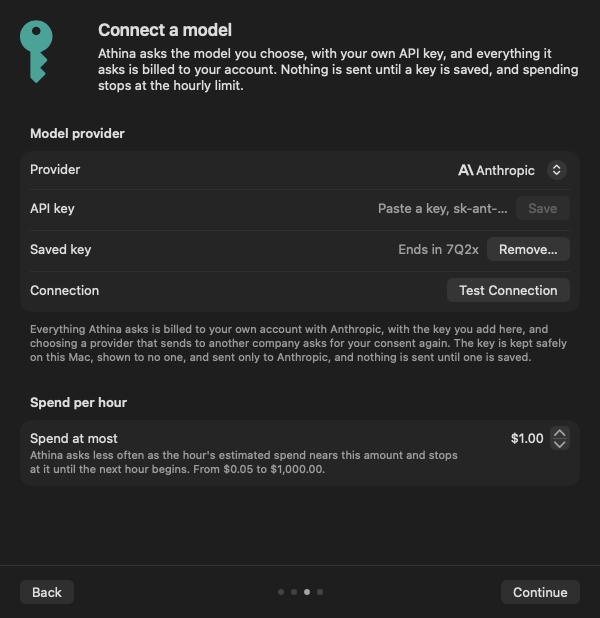 Connect a model
Athina asks the model you choose, with your own API key, and everything it
asks is billed to your account. Nothing is sent until a key is saved, and spending
stops at the hourly limit.
Model provider
Provider
Anthropic
API key
Paste a key, sk-ant-...
Save
Saved key
Ends in 7Q2x
Remove...
Connection
Test Connection
Everything Athina asks is billed to your own account with Anthropic, with the key you add here, and
choosing a provider that sends to another company asks for your consent again. The key is kept safely
on this Mac, shown to no one, and sent only to Anthropic, and nothing is sent until one is saved.
Spend per hour
Spend at most
$1.00
Athina asks less often as the hour's estimated spend nears this amount and stops
at it until the next hour begins. From $0.05 to $1,000.00.
Back
Continue